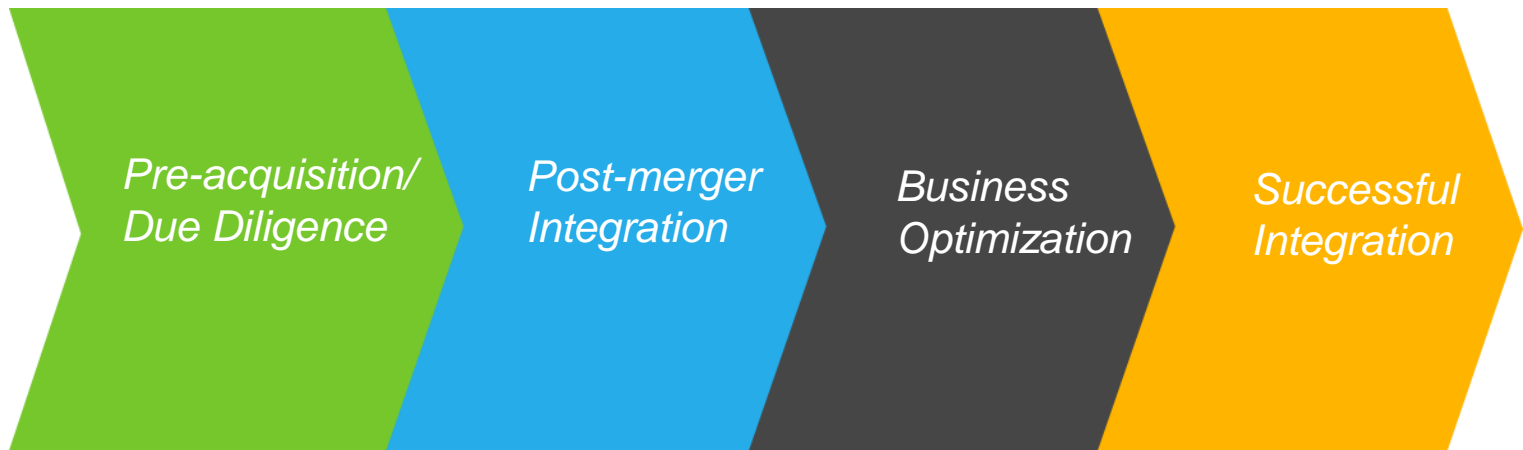 Pre-acquisition/
Due Diligence
Post-merger
Integration
Business
Optimization
Successful
Integration